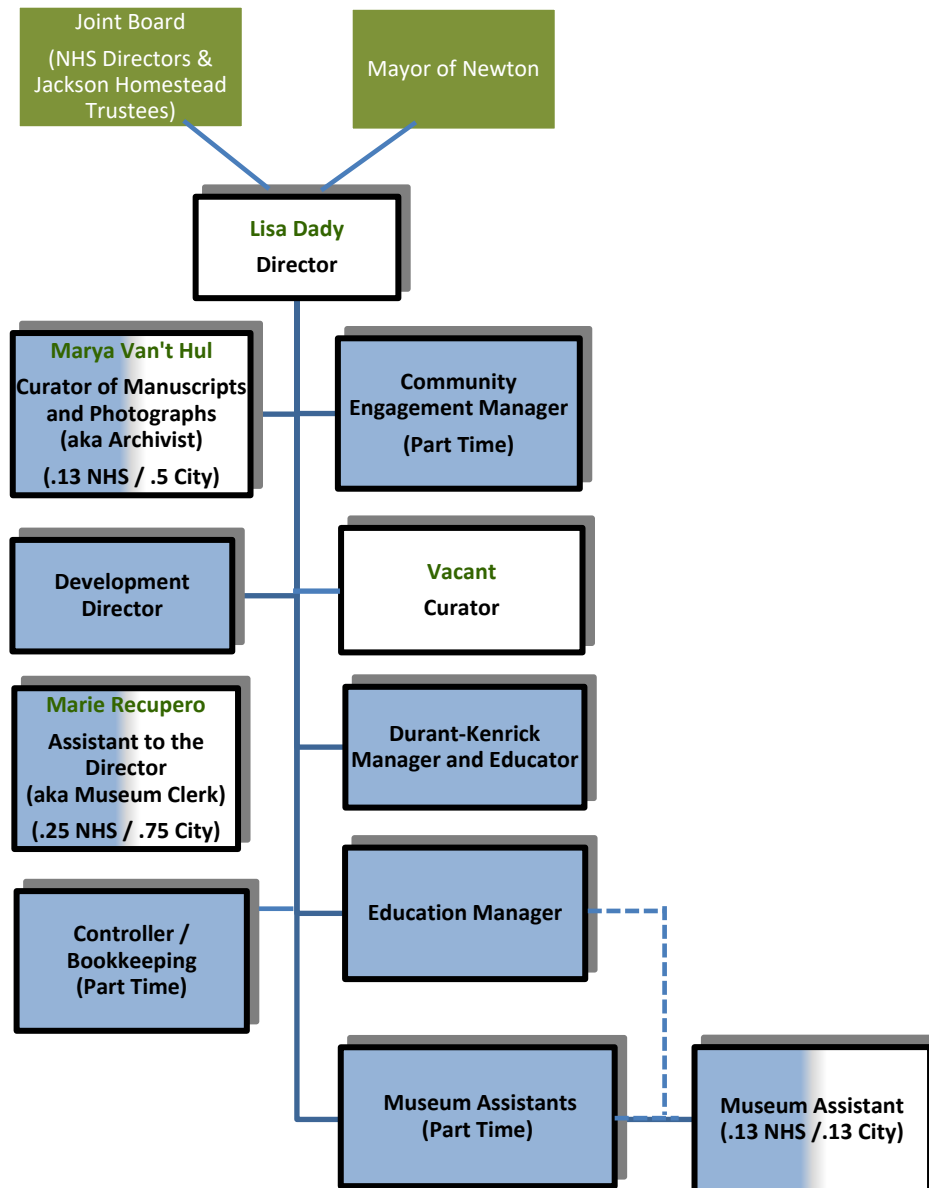 Joint Board
(NHS Directors &
Jackson Homestead
Trustees)
Mayor of Newton
Lisa Dady
Director
Marya Van't Hul
Curator of Manuscripts
and Photographs
(aka Archivist)
(.13 NHS / .5 City)
Community
Engagement Manager
(Part Time)
Development
Director
Vacant
Curator
Marie Recupero
Assistant to the
Director
(aka Museum Clerk)
(.25 NHS / .75 City)
Durant-Kenrick
Manager and Educator
Controller /
Bookkeeping
(Part Time)
Education Manager
Museum Assistants
(Part Time)
Museum Assistant
(.13 NHS /.13 City)